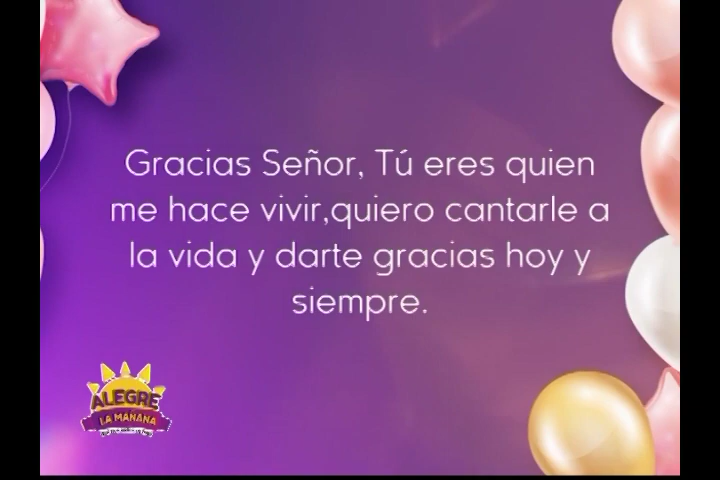 Gracias Señor, Tú eres quien
me hace vivir,quiero cantarle a
la vida y darte gracias hoy y
siempre.
ALEGRE
LA MAÑANA